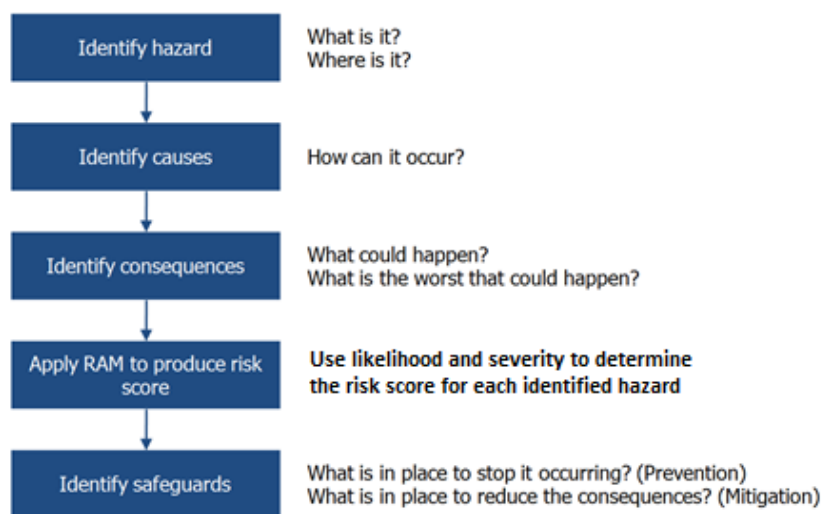 Identify hazard
What is it?
Where is it?
Identify causes
How can it occur?
Identify consequences
What could happen?
What is the worst that could happen?
Apply RAM to produce risk
score
Use likelihood and severity to determine
the risk score for each identified hazard
Identify safeguards
What is in place to stop it occurring? (Prevention)
What is in place to reduce the consequences? (Mitigation)